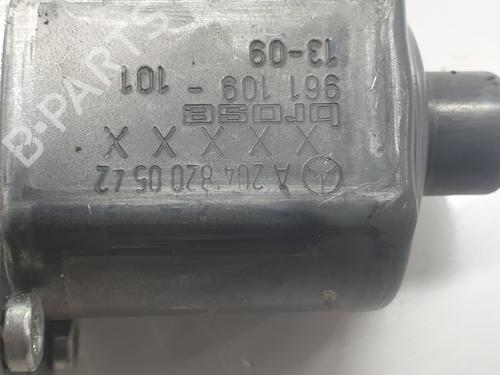 A 204 820 05 42
X X X X X
brose
961 109 - 101
13-09
B-PARTS